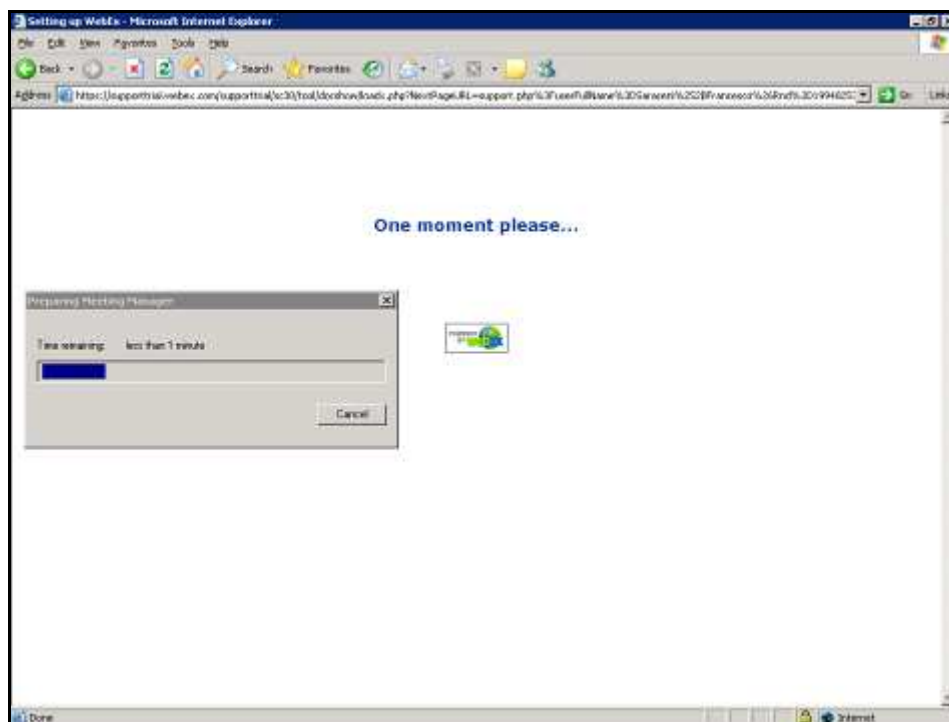 Setting up WebEx - Microsoft Internet Explorer
File Edit View Favorites Tools Help
Back Search Favorites
Address Go Links
One moment please...
Preparing Meeting Manager
Time remaining: less than 1 minute
Cancel
Done Internet